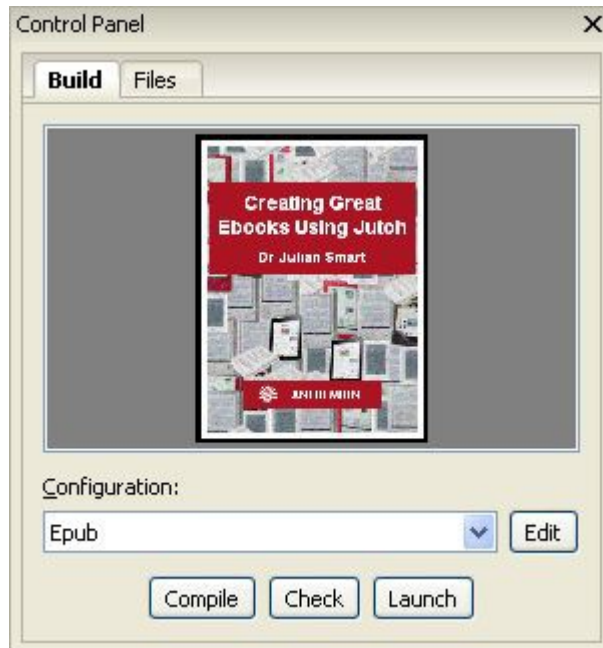 Control Panel
Build
Files
Creating Great
Ebooks Using Jutoh
Dr Julian Smart
Configuration:
Epub
Edit
Compile
Check
Launch